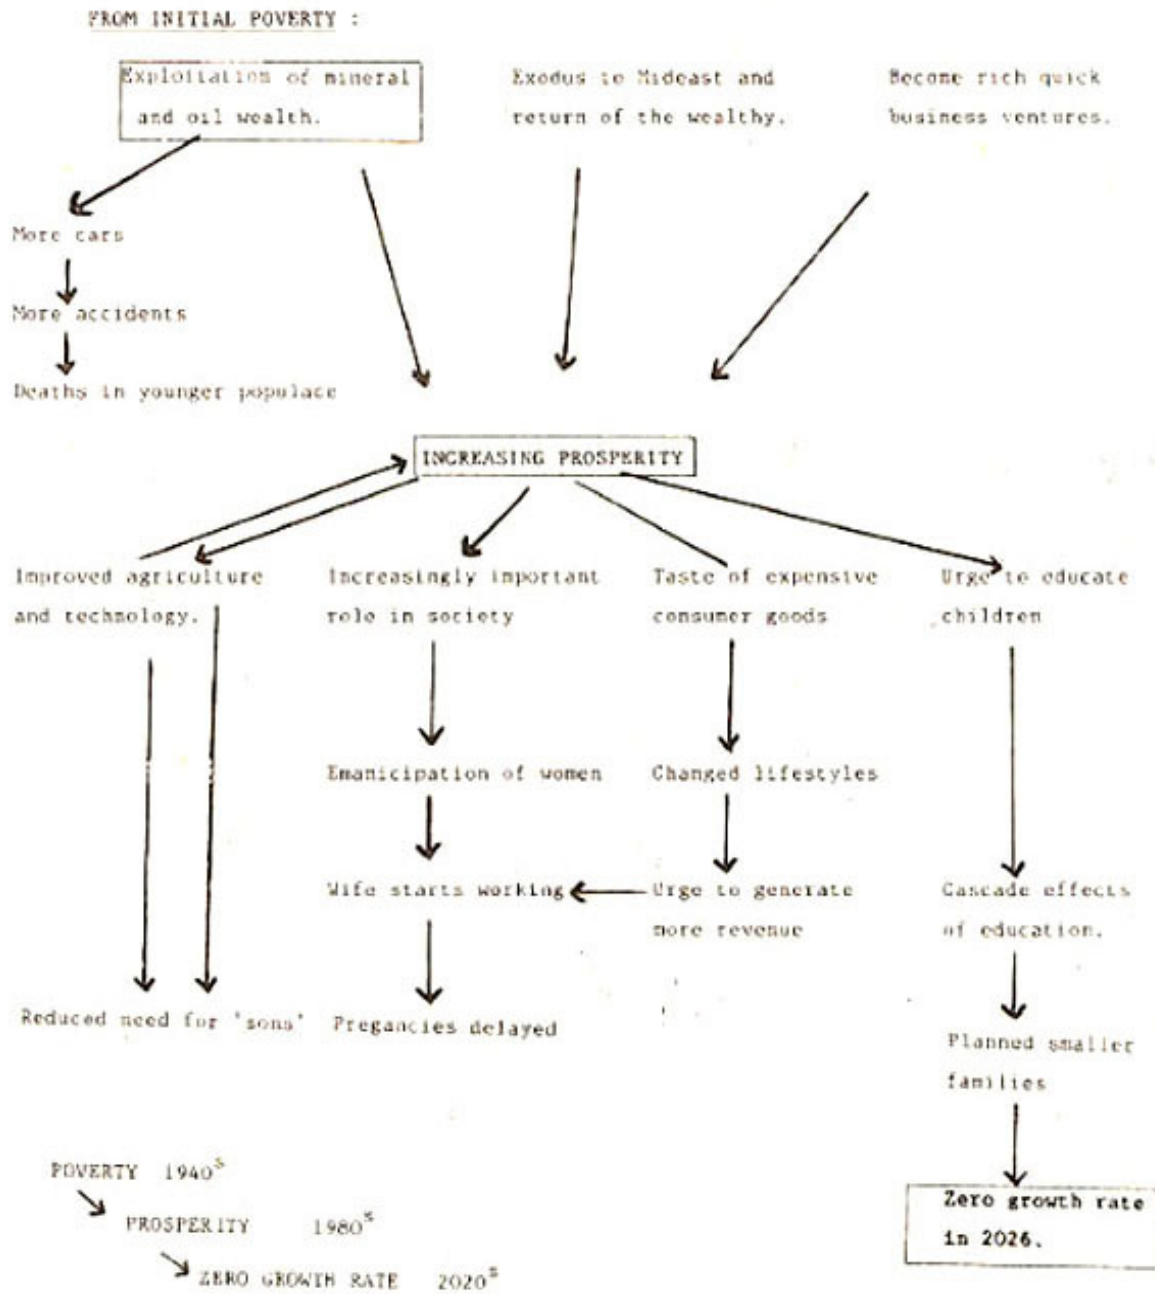 FROM INITIAL POVERTY :
Exploitation of mineral
and oil wealth.
Exodus to Mideast and
return of the wealthy.
Become rich quick
business ventures.
More cars
More accidents
Deaths in younger populace
INCREASING PROSPERITY
Improved agriculture
and technology.
Increasingly important
role in society
Taste of expensive
consumer goods
Urge to educate
children
Emanicipation of women
Changed lifestyles
Wife starts working
Urge to generate
more revenue
Cascade effects
of education.
Reduced need for 'sons'
Pregancies delayed
Planned smaller
families
Zero growth rate
in 2026.
POVERTY 1940s
PROSPERITY 1980s
ZERO GROWTH RATE 2020s